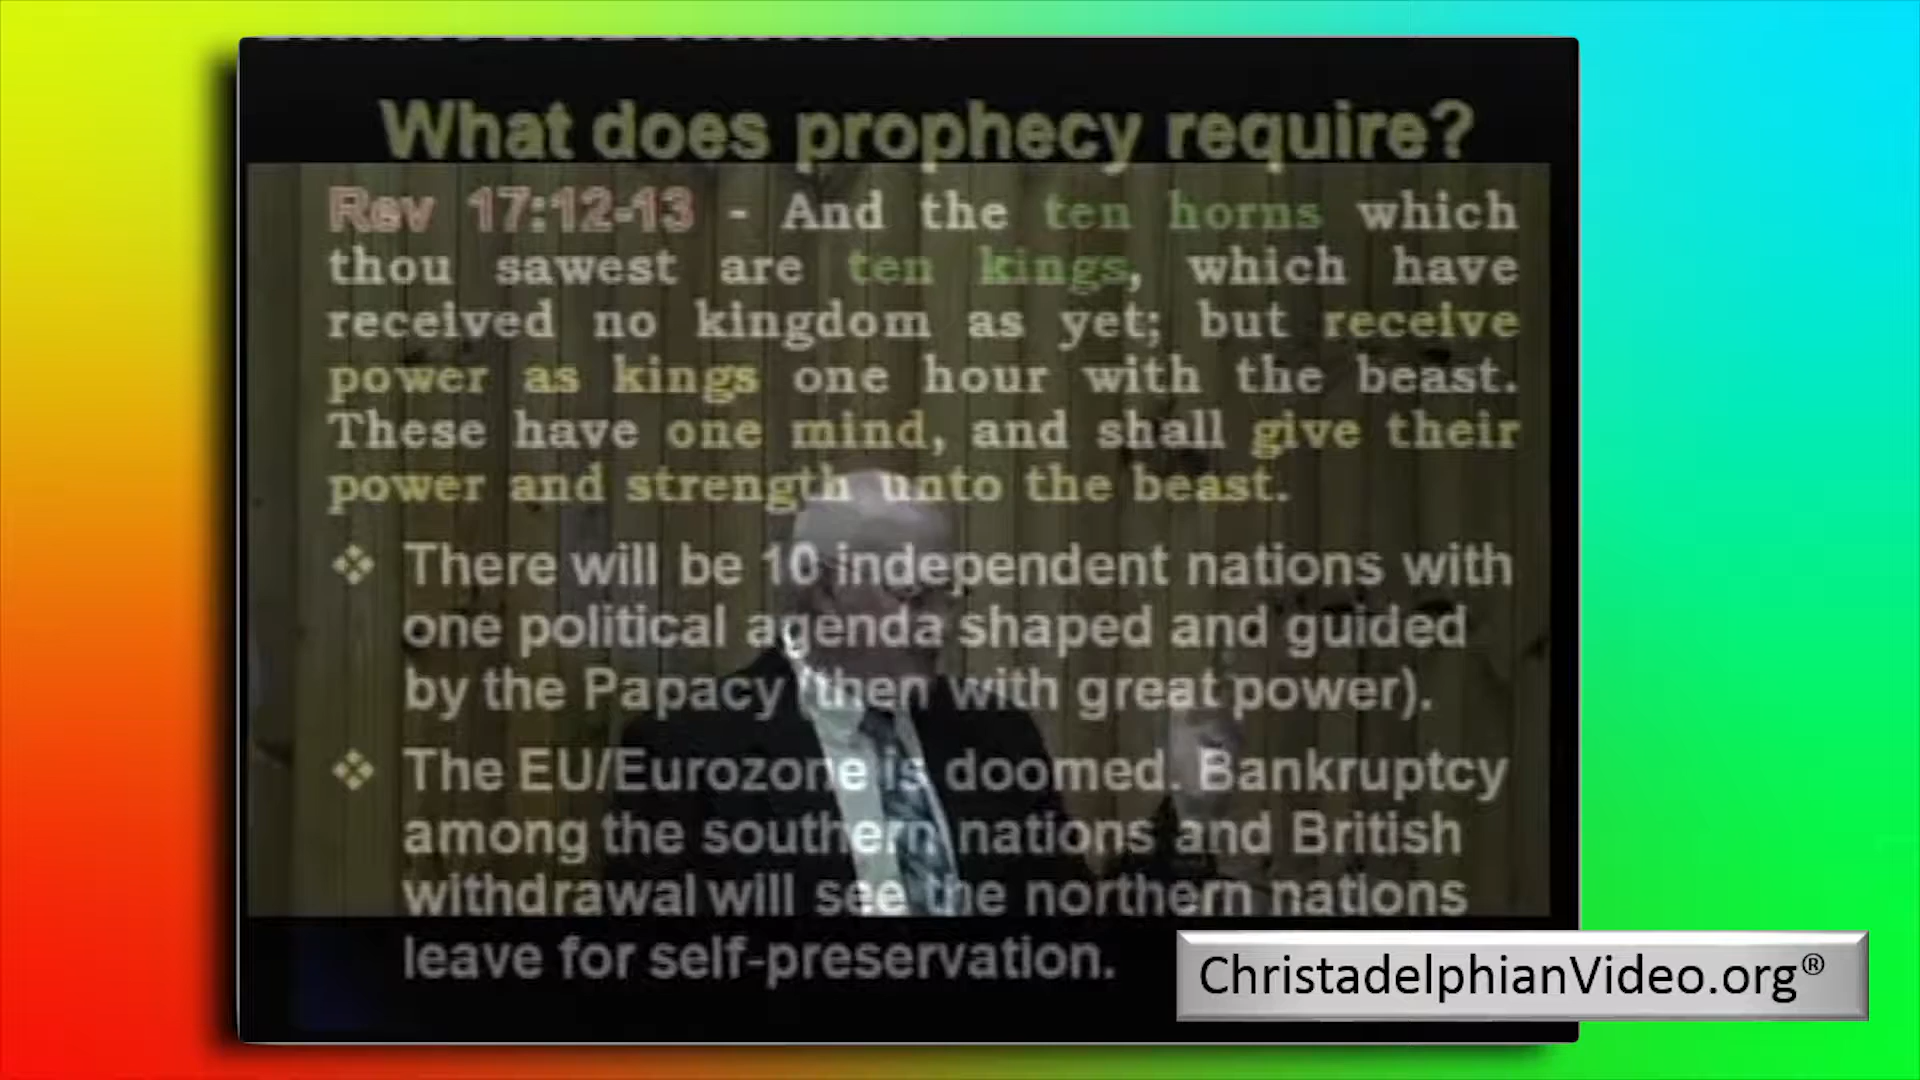 What does prophecy require?
Rev 17:12-13 - And the ten horns which
thou sawest are ten kings, which have
received no kingdom as yet; but receive
power as kings one hour with the beast.
These have one mind, and shall give their
power and strength unto the beast.
❖ There will be 10 independent nations with
one political agenda shaped and guided
by the Papacy (then with great power).
❖ The EU/Eurozone is doomed. Bankruptcy
among the southern nations and British
withdrawal will see the northern nations
leave for self-preservation.
ChristadelphianVideo.org®